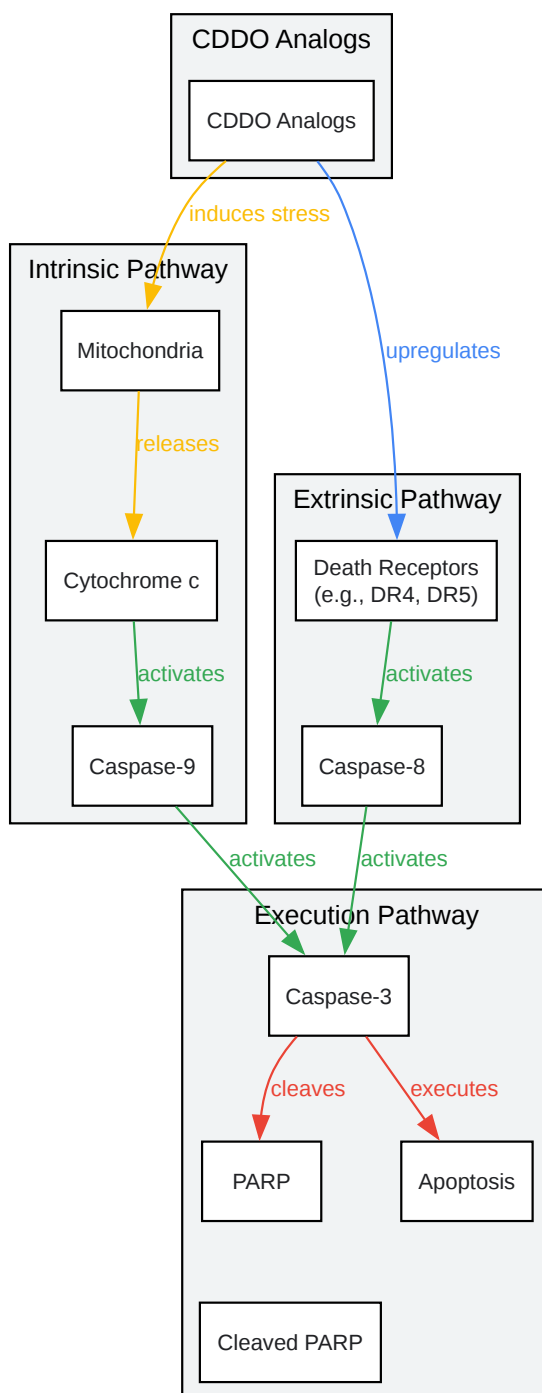 CDDO Analogs
CDDO Analogs
induces stress
Intrinsic Pathway
Mitochondria
upregulates
releases
Extrinsic Pathway
Cytochrome c
Death Receptors
(e.g., DR4, DR5)
activates
activates
Caspase-9
Caspase-8
activates
activates
Execution Pathway
Caspase-3
cleaves
executes
PARP
Apoptosis
Cleaved PARP